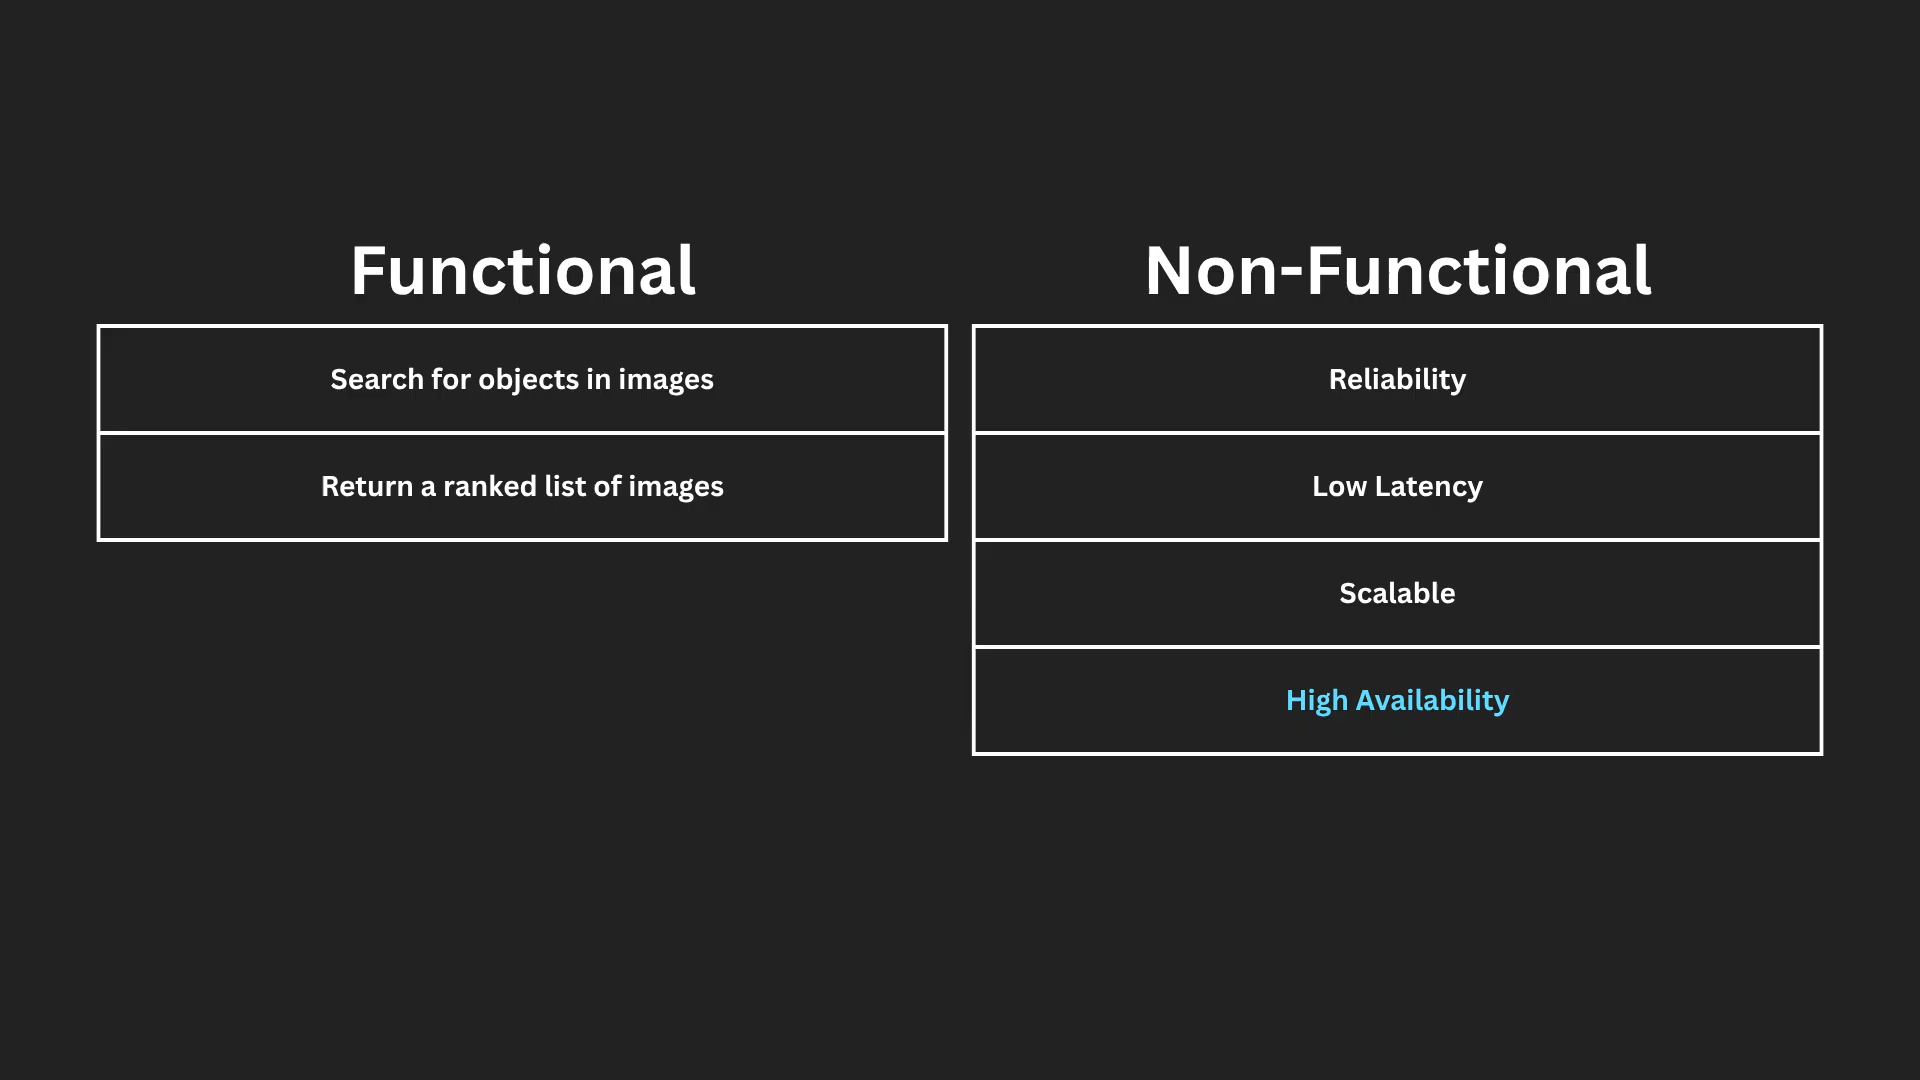 Functional
Search for objects in images
Return a ranked list of images
Non-Functional
Reliability
Low Latency
Scalable
High Availability